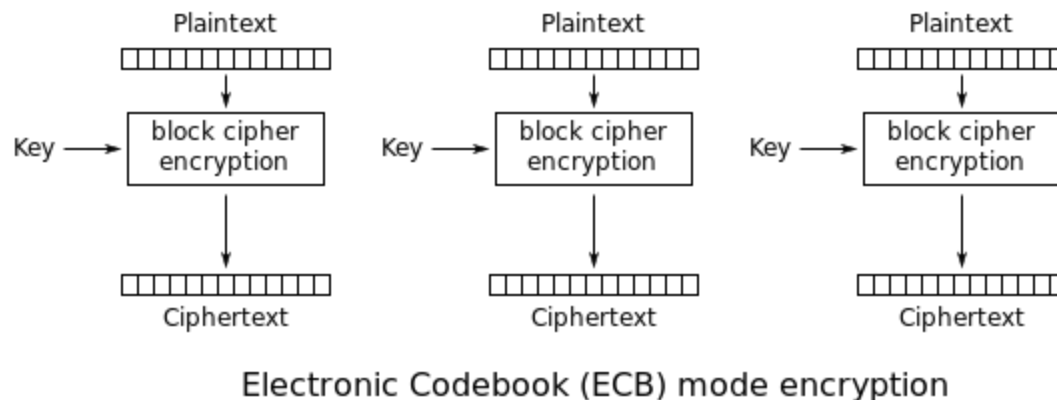 Plaintext
Plaintext
Plaintext
Key
block cipher
encryption
Key
block cipher
encryption
Key
block cipher
encryption
Ciphertext
Ciphertext
Ciphertext
Electronic Codebook (ECB) mode encryption